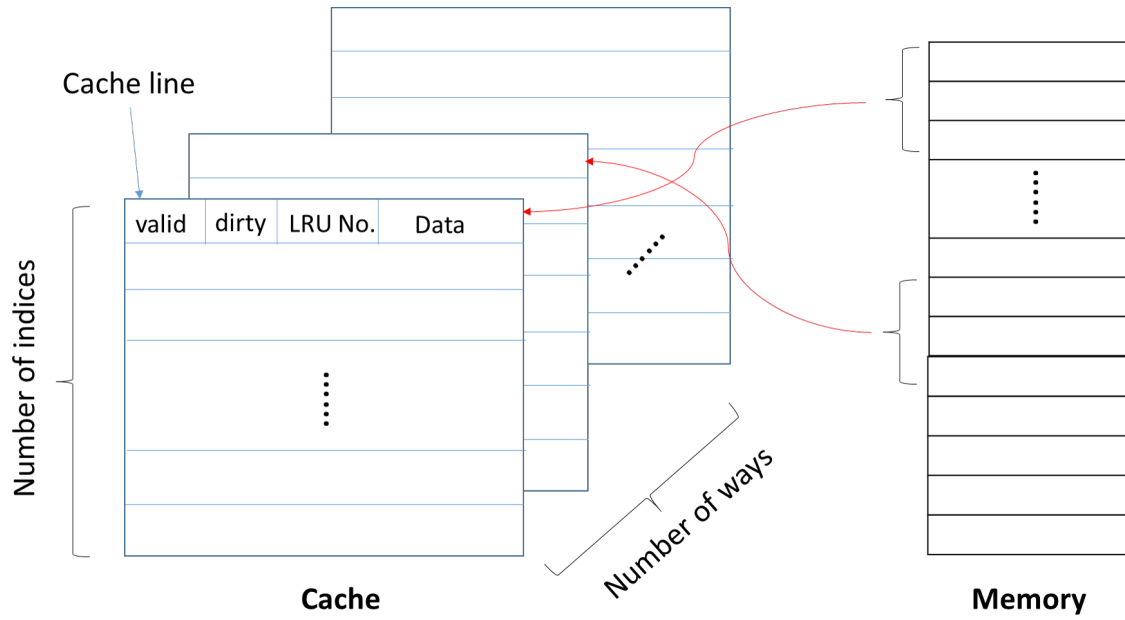 Cache line
valid dirty LRU No. Data
Number of indices
Number of ways
Cache
Memory